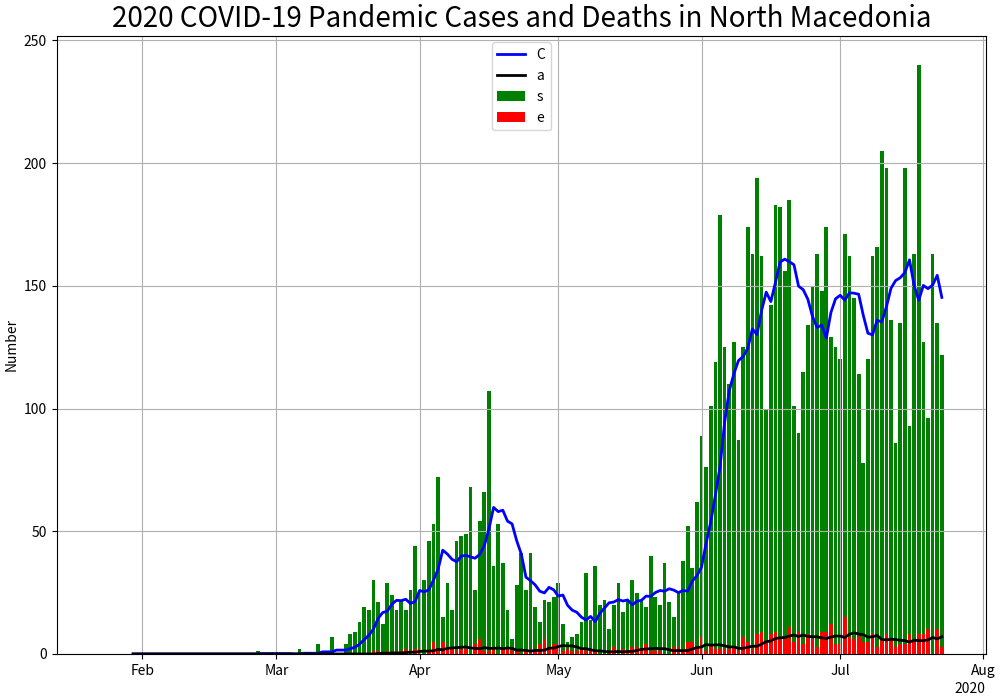 2020 COVID-19 Pandemic Cases and Deaths in North Macedonia
C
a
s
e
Number
250
200
150
100
50
0
Feb Mar Apr May Jun Jul Aug
2020